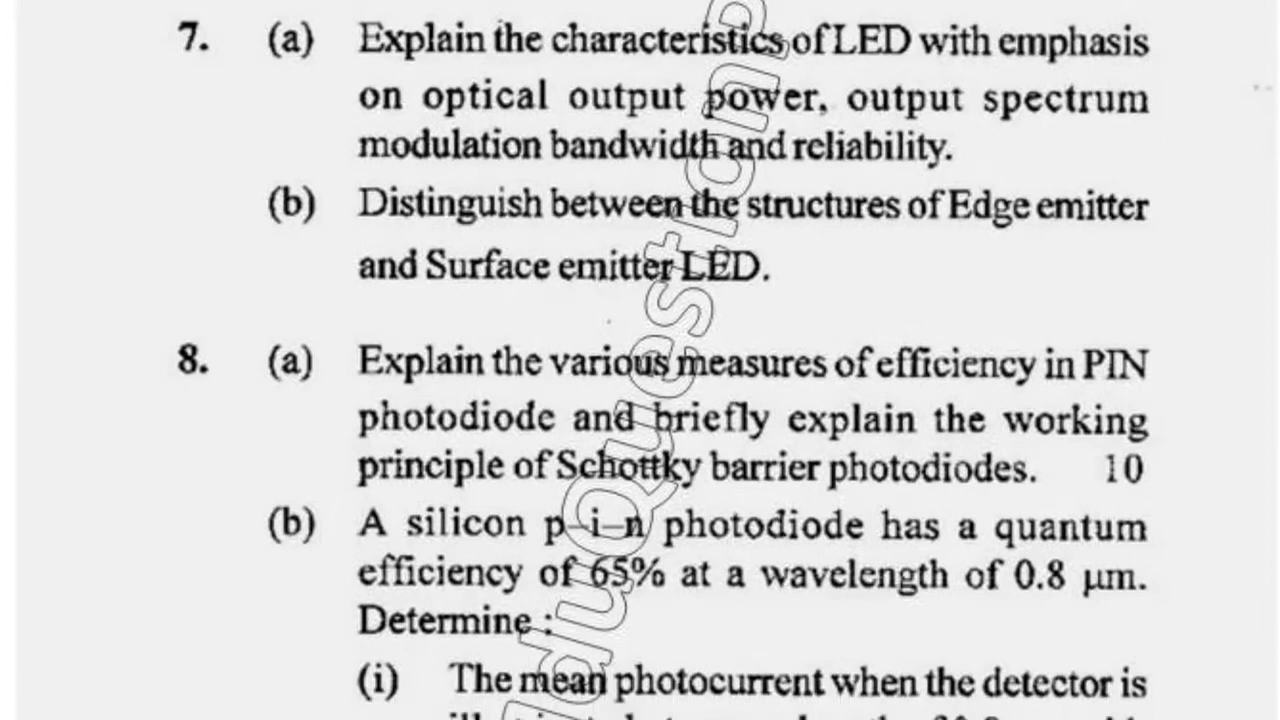 7. (a) Explain the characteristics of LED with emphasis
on optical output power, output spectrum
modulation bandwidth and reliability.
(b) Distinguish between the structures of Edge emitter
and Surface emitter LED.
8. (a) Explain the various measures of efficiency in PIN
photodiode and briefly explain the working
principle of Schottky barrier photodiodes. 10
(b) A silicon p–i–n photodiode has a quantum
efficiency of 65% at a wavelength of 0.8 μm.
Determine :
(i) The mean photocurrent when the detector is